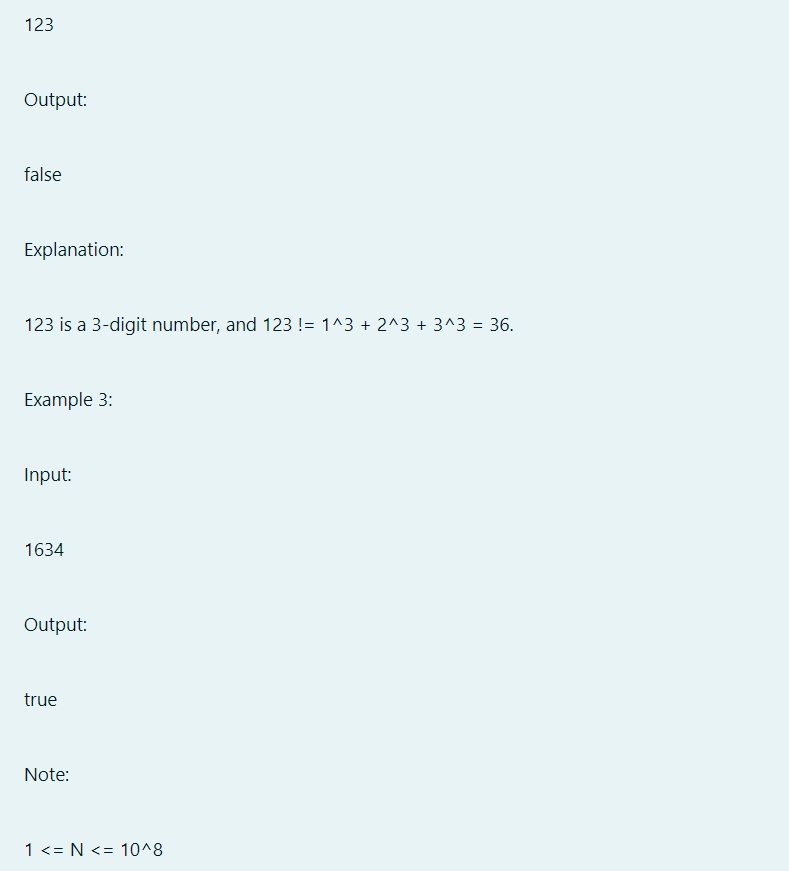 123
Output:
false
Explanation:
123 is a 3-digit number, and 123 != 1^3 + 2^3 + 3^3 = 36.
Example 3:
Input:
1634
Output:
true
Note:
1 <= N <= 10^8